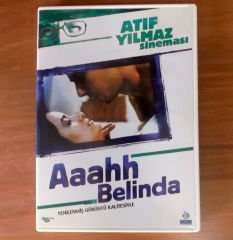 ATIF
YILMAZ
sineması
Aaahh
Belinda
YENİLENMİŞ GÖRÜNTÜ KALİTESİYLE